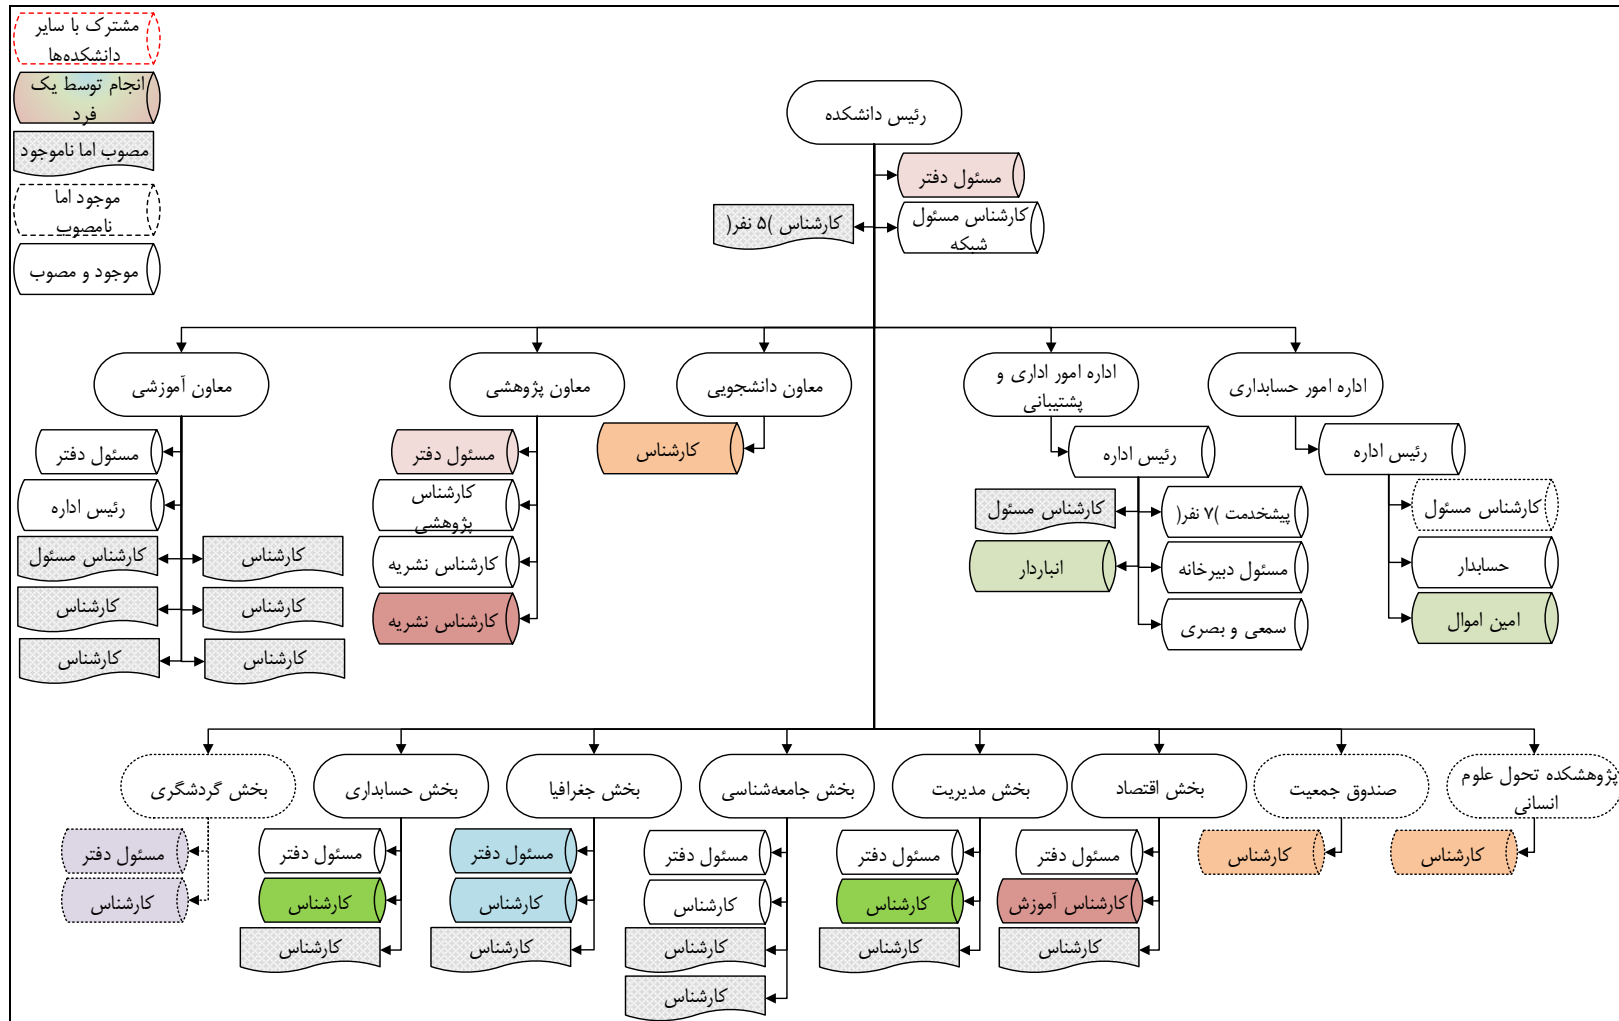 مشترک با سایر
دانشکده‌ها
انجام توسط یک
فرد
مصوب اما ناموجود
موجود اما
نامصوب
موجود و مصوب
رئیس دانشکده
مسئول دفتر
کارشناس مسئول
شبکه
کارشناس )۵ نفر(
اداره امور حسابداری
اداره امور اداری و
پشتیبانی
معاون دانشجویی
معاون پژوهشی
معاون آموزشی
رئیس اداره
کارشناس مسئول
حسابدار
امین اموال
رئیس اداره
پیشخدمت )۷ نفر(
کارشناس مسئول
مسئول دبیرخانه
انباردار
سمعی و بصری
کارشناس
مسئول دفتر
کارشناس
پژوهشی
کارشناس نشریه
کارشناس نشریه
مسئول دفتر
رئیس اداره
کارشناس
کارشناس مسئول
کارشناس
کارشناس
کارشناس
کارشناس
پژوهشکده تحول علوم
انسانی
کارشناس
صندوق جمعیت
کارشناس
بخش اقتصاد
مسئول دفتر
کارشناس آموزش
کارشناس
بخش مدیریت
مسئول دفتر
کارشناس
کارشناس
بخش جامعه‌شناسی
مسئول دفتر
کارشناس
کارشناس
کارشناس
بخش جغرافیا
مسئول دفتر
کارشناس
کارشناس
بخش حسابداری
مسئول دفتر
کارشناس
کارشناس
بخش گردشگری
مسئول دفتر
کارشناس